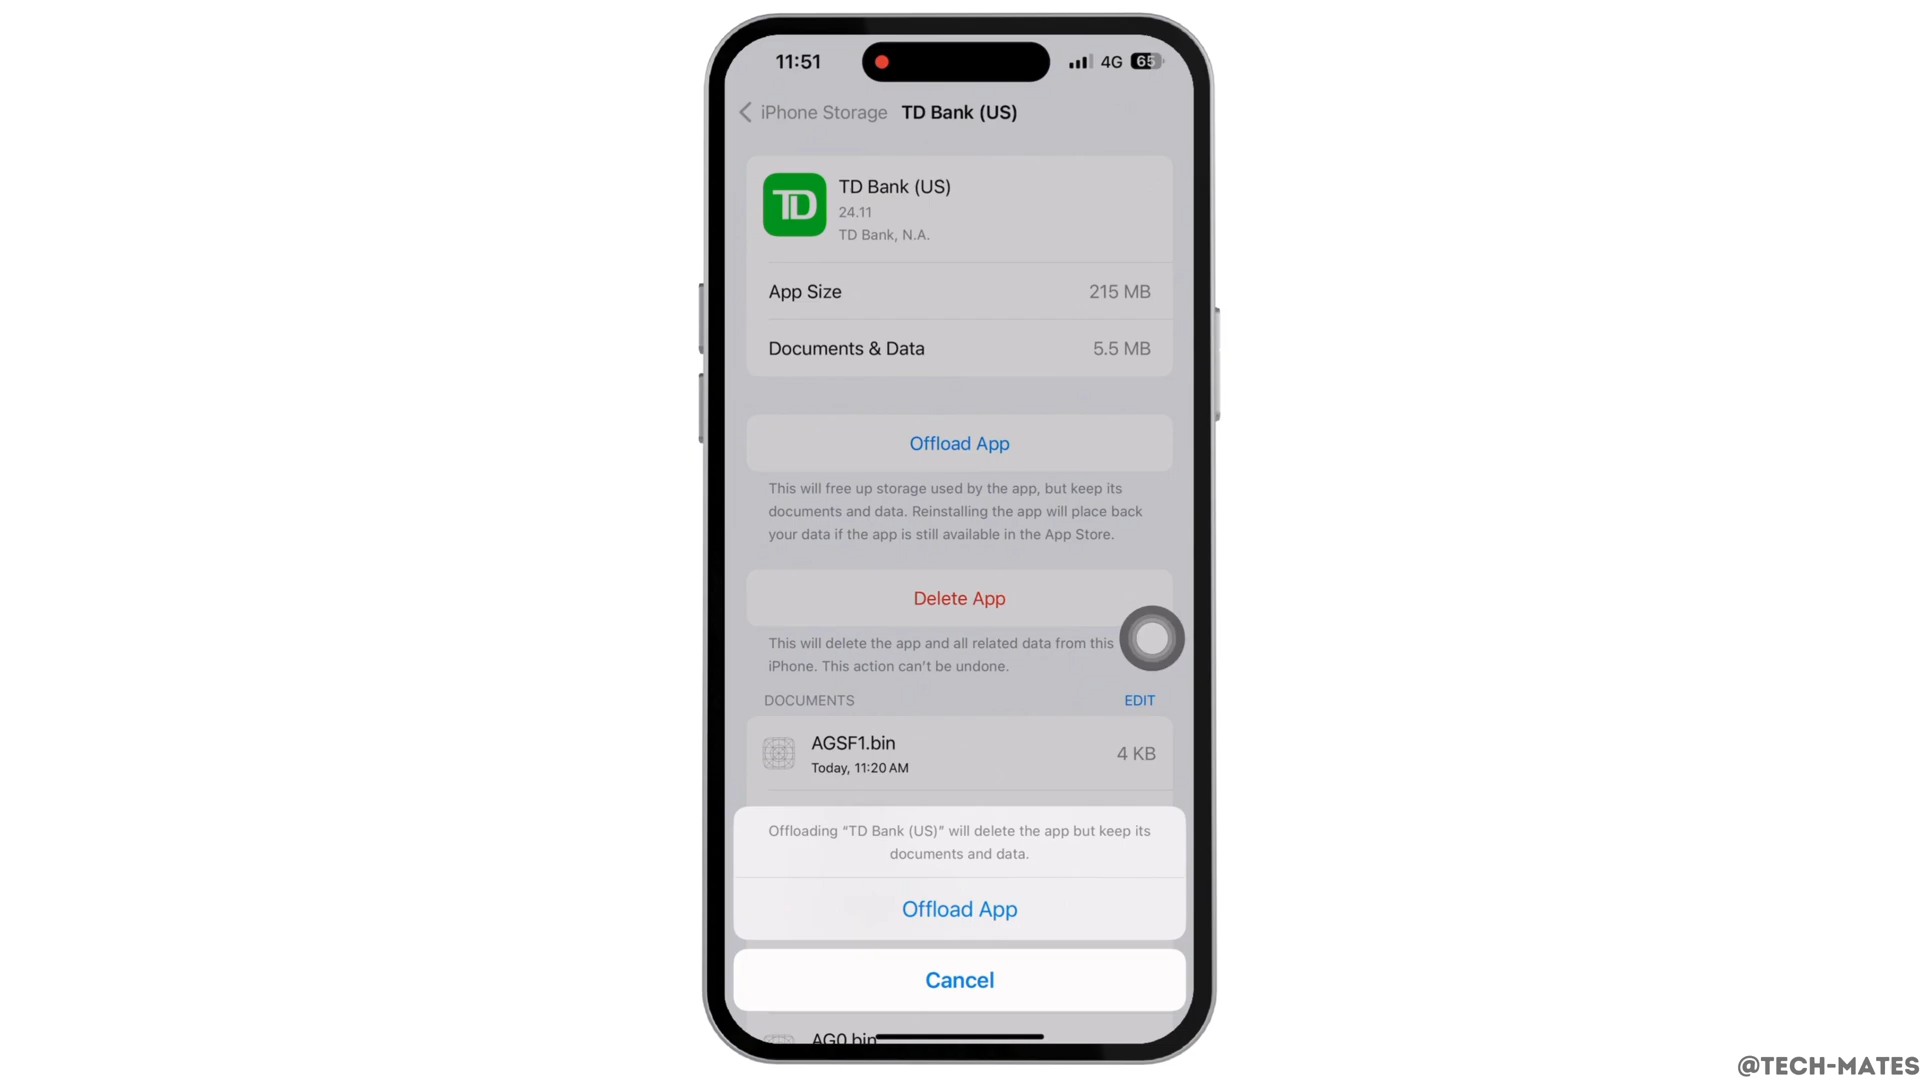 11:51
4G 65
iPhone Storage TD Bank (US)
TD
TD Bank (US)
24.11
TD Bank, N.A.
App Size 215 MB
Documents & Data 5.5 MB
Offload App
This will free up storage used by the app, but keep its
documents and data. Reinstalling the app will place back
your data if the app is still available in the App Store.
Delete App
This will delete the app and all related data from this
iPhone. This action can't be undone.
DOCUMENTS EDIT
AGSF1.bin
4 KB
Today, 11:20 AM
Offloading “TD Bank (US)” will delete the app but keep its
documents and data.
Offload App
Cancel
AG0.bin
@TECH-MATES